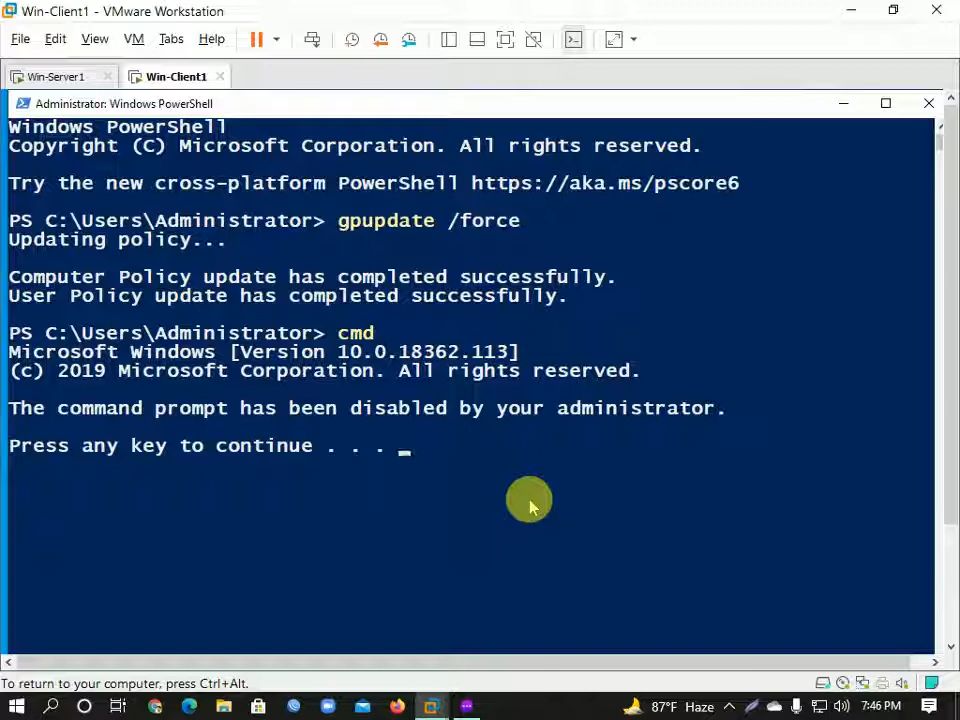 Win-Client1 - VMware Workstation
File Edit View VM Tabs Help
Win-Server1 Win-Client1
Administrator: Windows PowerShell
Windows PowerShell
Copyright (C) Microsoft Corporation. All rights reserved.
Try the new cross-platform PowerShell https://aka.ms/pscore6
PS C:\Users\Administrator> gpupdate /force
Updating policy...
Computer Policy update has completed successfully.
User Policy update has completed successfully.
PS C:\Users\Administrator> cmd
Microsoft Windows [Version 10.0.18362.113]
(c) 2019 Microsoft Corporation. All rights reserved.
The command prompt has been disabled by your administrator.
Press any key to continue . . . _
To return to your computer, press Ctrl+Alt.
87°F Haze 7:46 PM